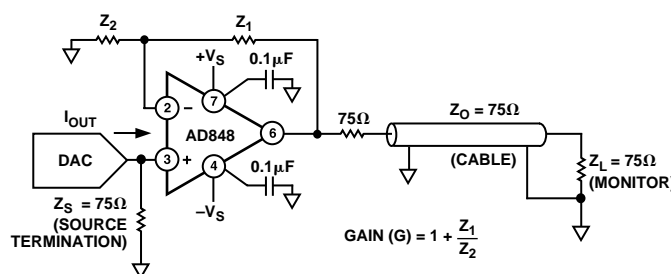 Z2
Z1
+VS
0.1µF
7
2
–
IOUT
AD848
6
75Ω
ZO = 75Ω
DAC
3
+
4
(CABLE)
0.1µF
ZL = 75Ω
(MONITOR)
ZS = 75Ω
(SOURCE
TERMINATION)
–VS
GAIN (G) = 1 + Z1
Z2